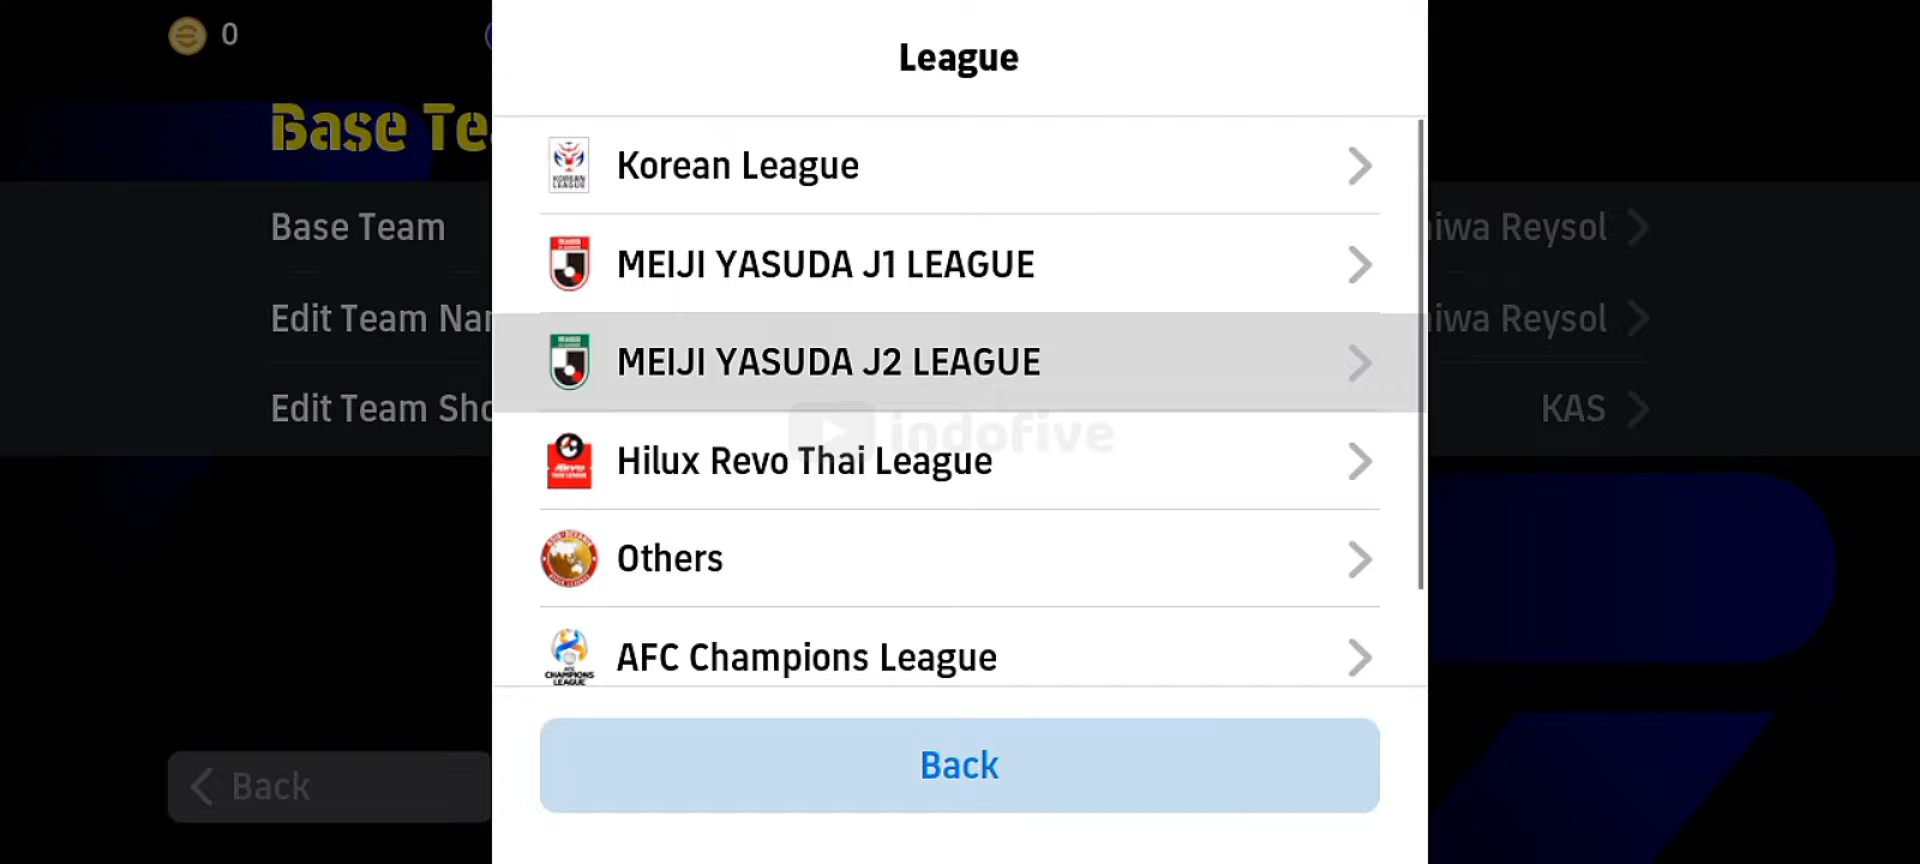 0
League
Base Te
Korean League
Base Team
iwa Reysol
MEIJI YASUDA J1 LEAGUE
Edit Team Nar
iwa Reysol
MEIJI YASUDA J2 LEAGUE
Edit Team Sho
KAS
indofive
Hilux Revo Thai League
Others
AFC Champions League
Back
Back